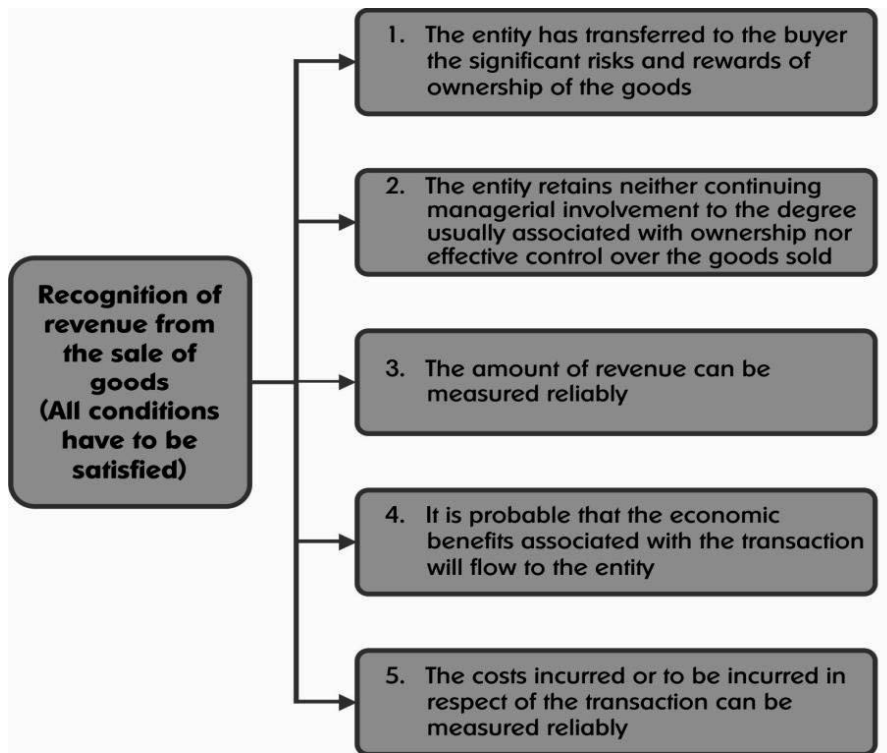 1. The entity has transferred to the buyer
the significant risks and rewards of
ownership of the goods
2. The entity retains neither continuing
managerial involvement to the degree
usually associated with ownership nor
effective control over the goods sold
Recognition of
revenue from
the sale of
goods
(All conditions
have to be
satisfied)
3. The amount of revenue can be
measured reliably
4. It is probable that the economic
benefits associated with the transaction
will flow to the entity
5. The costs incurred or to be incurred in
respect of the transaction can be
measured reliably